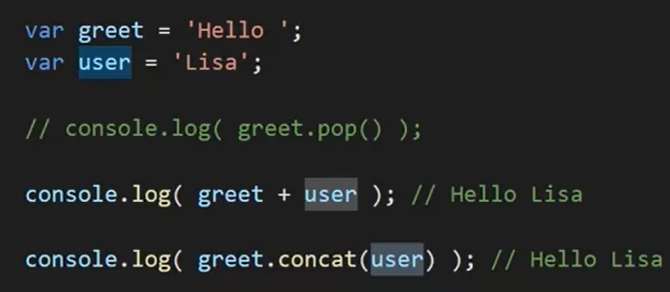 var greet = 'Hello ';
var user = 'Lisa';
// console.log( greet.pop() );
console.log( greet + user ); // Hello Lisa
console.log( greet.concat(user) ); // Hello Lisa